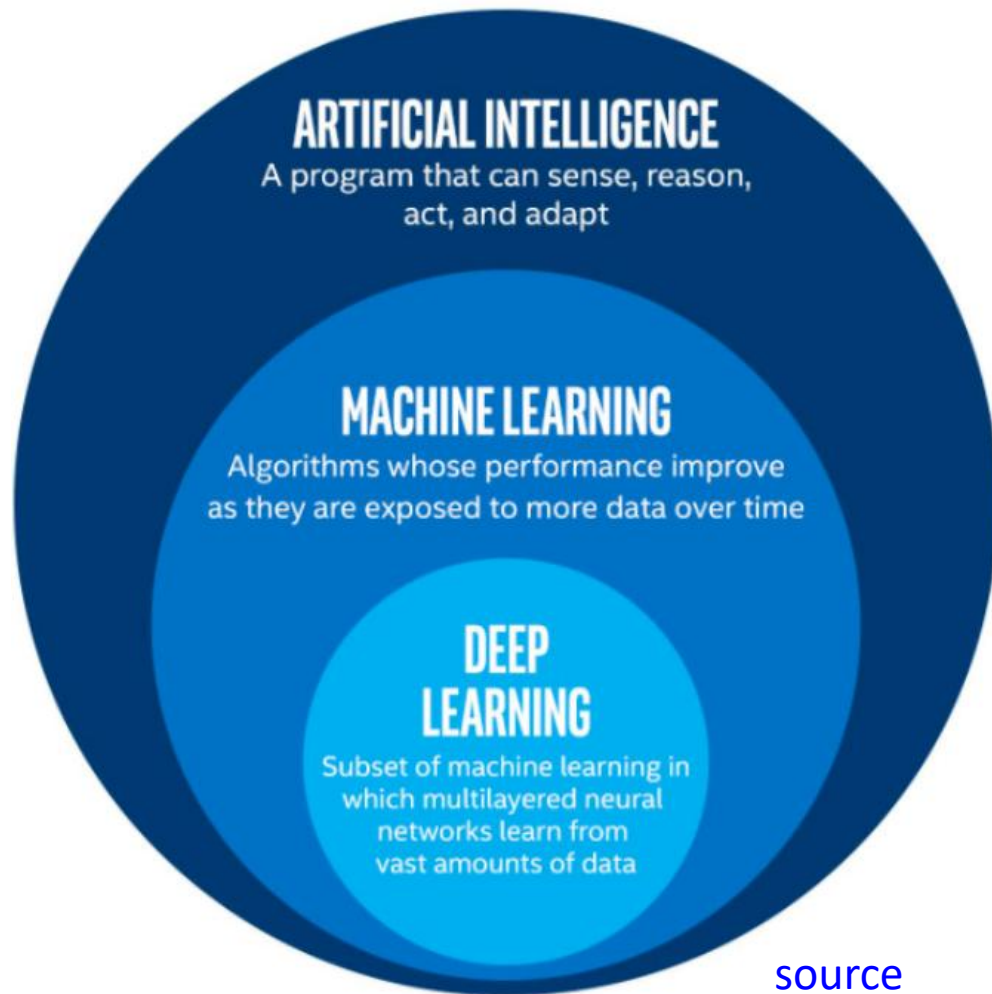 ARTIFICIAL INTELLIGENCE
A program that can sense, reason,
act, and adapt
MACHINE LEARNING
Algorithms whose performance improve
as they are exposed to more data over time
DEEP
LEARNING
Subset of machine learning in
which multilayered neural
networks learn from
vast amounts of data
source